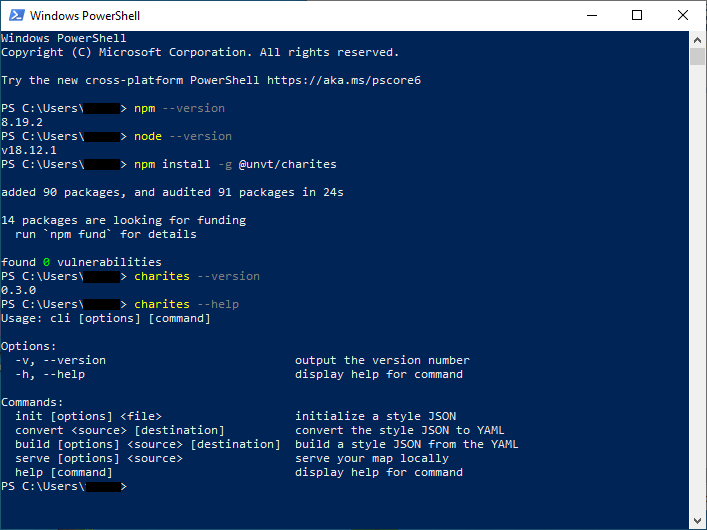 Windows PowerShell
Windows PowerShell
Copyright (C) Microsoft Corporation. All rights reserved.
Try the new cross-platform PowerShell https://aka.ms/pscore6
PS C:\Users\> npm --version
8.19.2
PS C:\Users\> node --version
v18.12.1
PS C:\Users\> npm install -g @unvt/charites
added 90 packages, and audited 91 packages in 24s
14 packages are looking for funding
  run `npm fund` for details
found 0 vulnerabilities
PS C:\Users\> charites --version
0.3.0
PS C:\Users\> charites --help
Usage: cli [options] [command]
Options:
  -v, --version                          output the version number
  -h, --help                             display help for command
Commands:
  init [options] <file>                  initialize a style JSON
  convert <source> [destination]         convert the style JSON to YAML
  build [options] <source> [destination]  build a style JSON from the YAML
  serve [options] <source>               serve your map locally
  help [command]                         display help for command
PS C:\Users\>